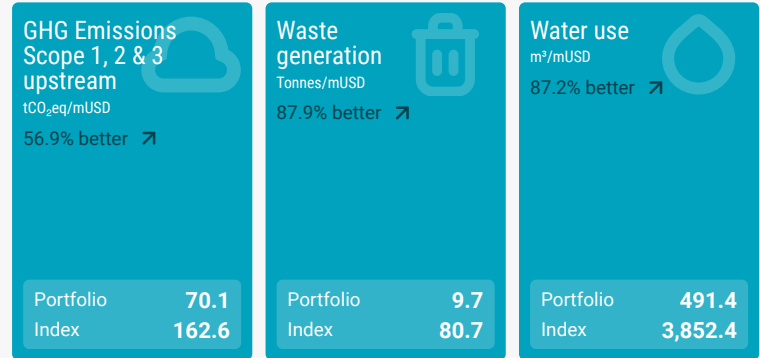 GHG Emissions
Scope 1, 2 & 3
upstream
tCO₂eq/mUSD
56.9% better
Portfolio 70.1
Index 162.6
Waste
generation
Tonnes/mUSD
87.9% better
Portfolio 9.7
Index 80.7
Water use
m³/mUSD
87.2% better
Portfolio 491.4
Index 3,852.4